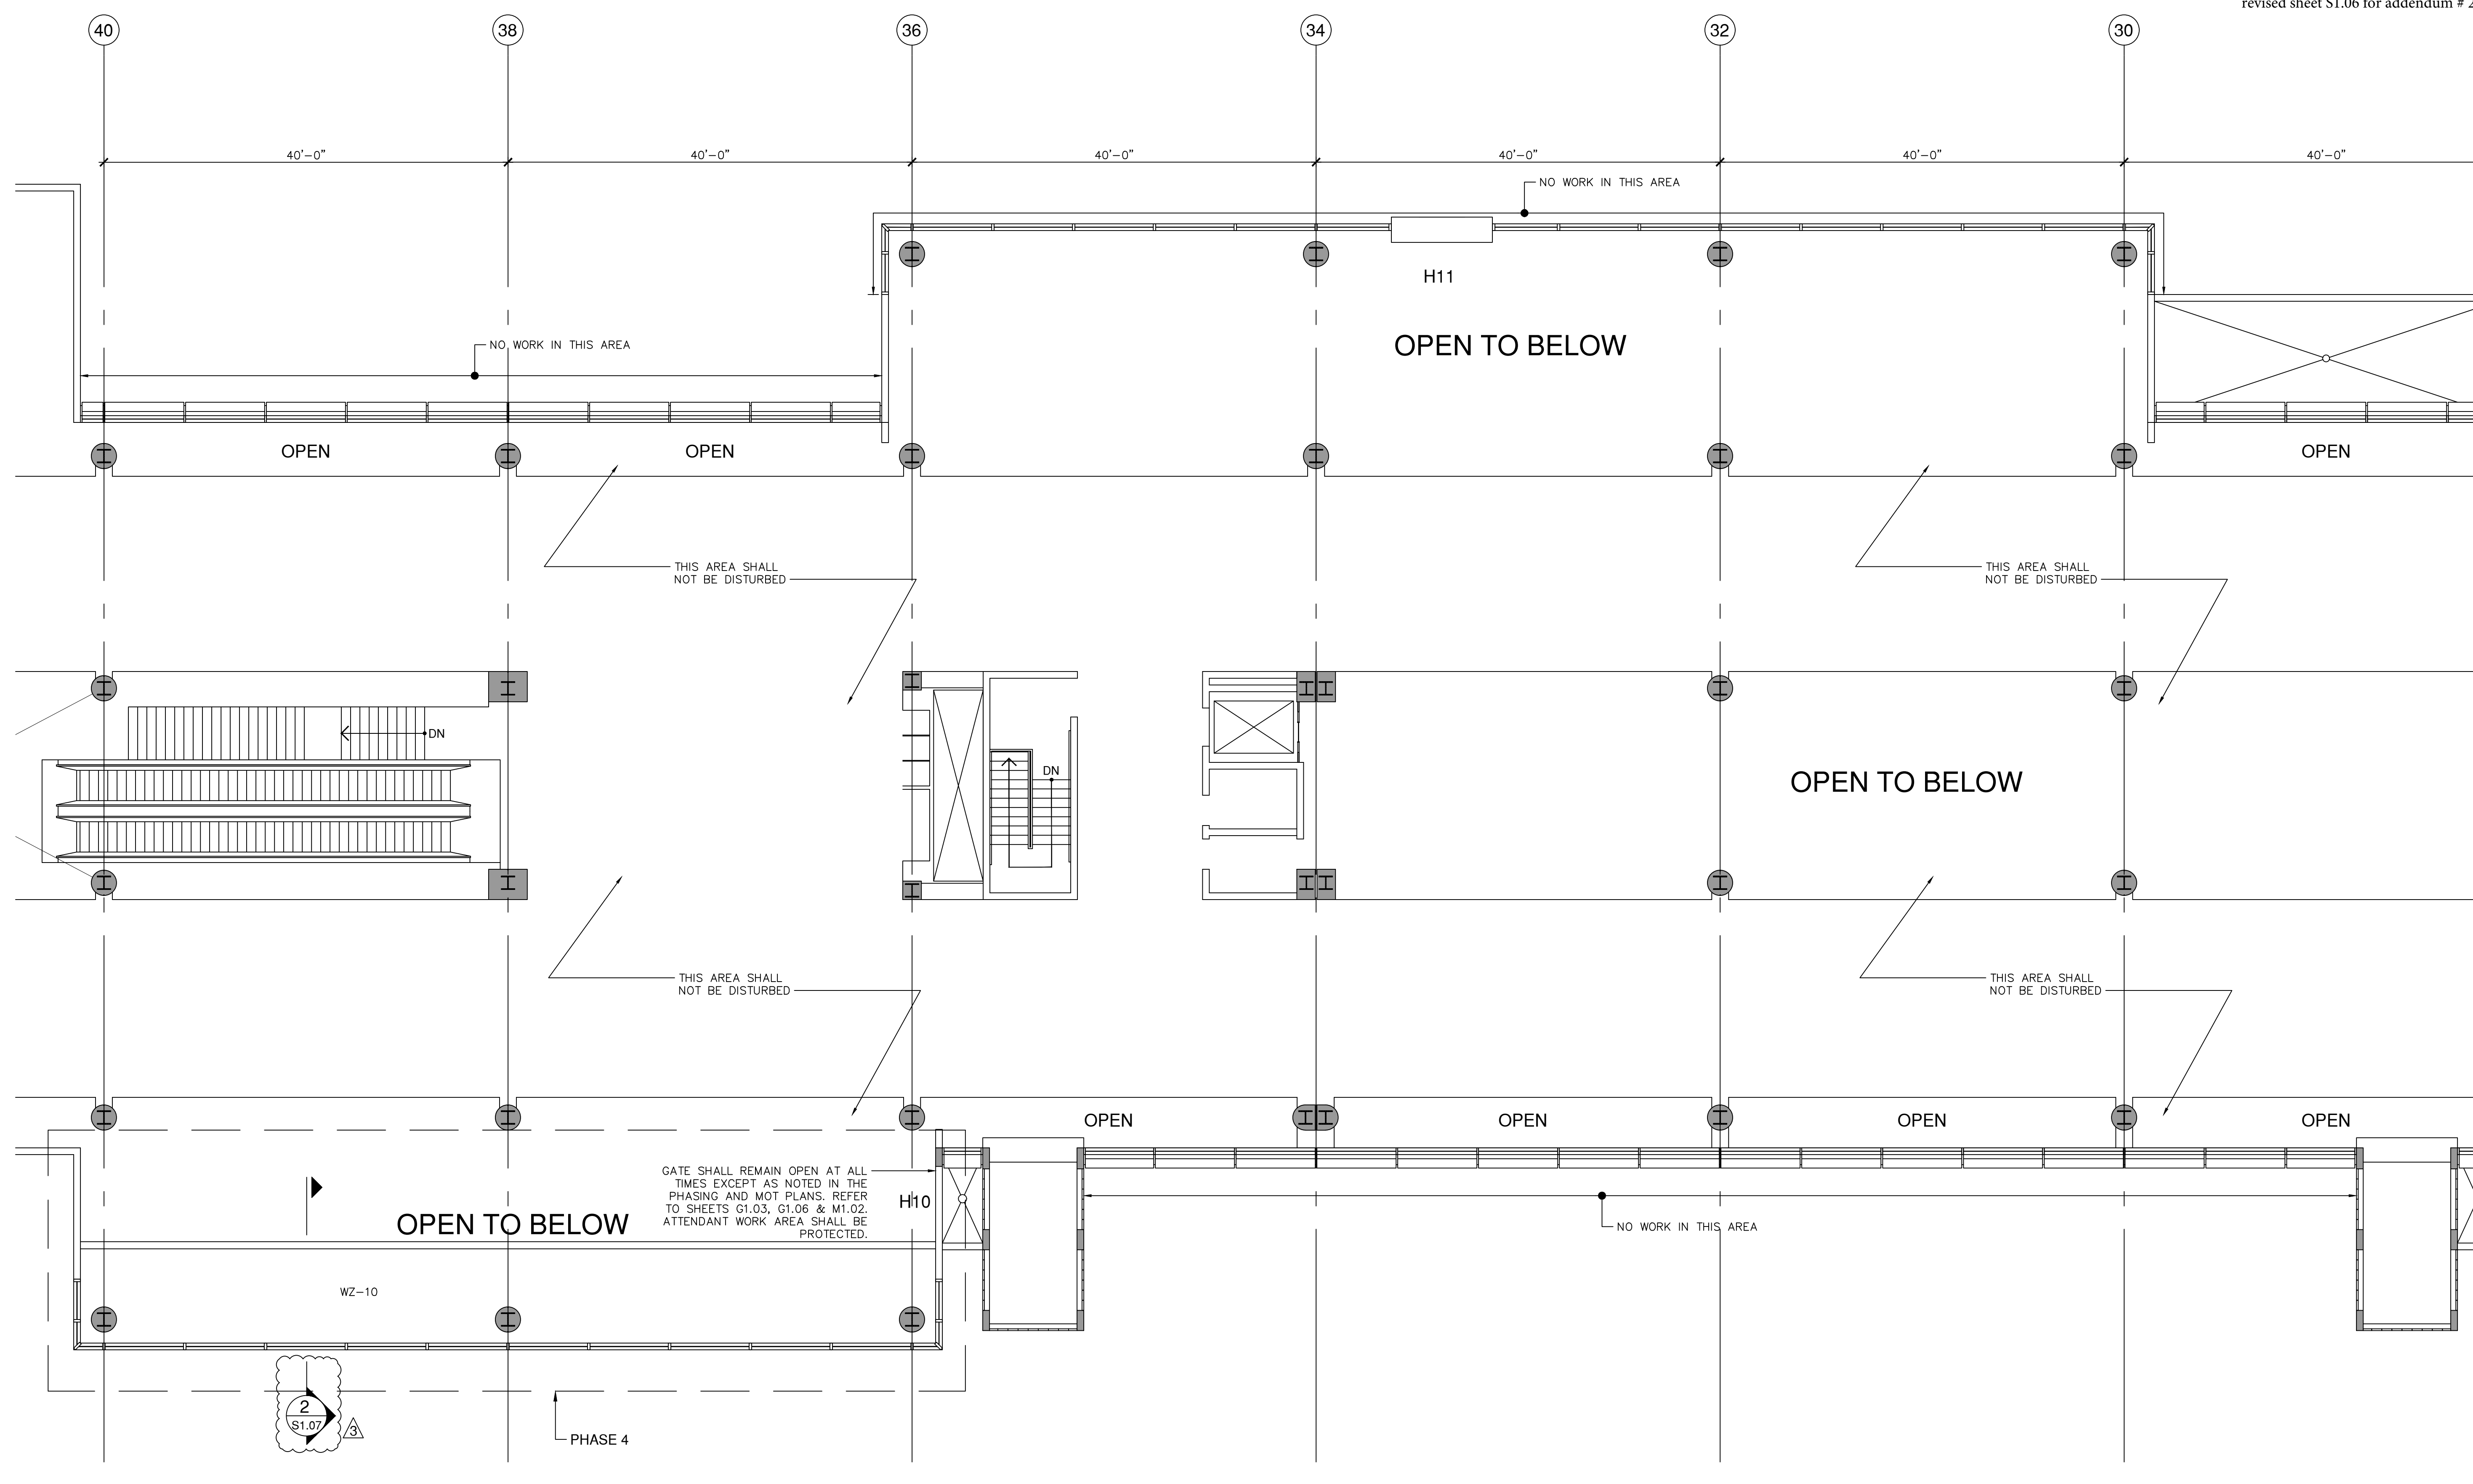 revised sheet S1.06 for addendum # 2
40 38 36 34 32 30
40'-0" 40'-0" 40'-0" 40'-0" 40'-0" 40'-0"
NO WORK IN THIS AREA
H11
OPEN TO BELOW
NO WORK IN THIS AREA
OPEN OPEN OPEN
THIS AREA SHALL
NOT BE DISTURBED
THIS AREA SHALL
NOT BE DISTURBED
DN
DN
OPEN TO BELOW
THIS AREA SHALL
NOT BE DISTURBED
THIS AREA SHALL
NOT BE DISTURBED
OPEN OPEN OPEN OPEN
GATE SHALL REMAIN OPEN AT ALL
TIMES EXCEPT AS NOTED IN THE
PHASING AND MOT PLANS. REFER
TO SHEETS G1.03, G1.06 & M1.02.
ATTENDANT WORK AREA SHALL BE
PROTECTED.
H10
OPEN TO BELOW
NO WORK IN THIS AREA
WZ-10
2
S1.07
3
PHASE 4